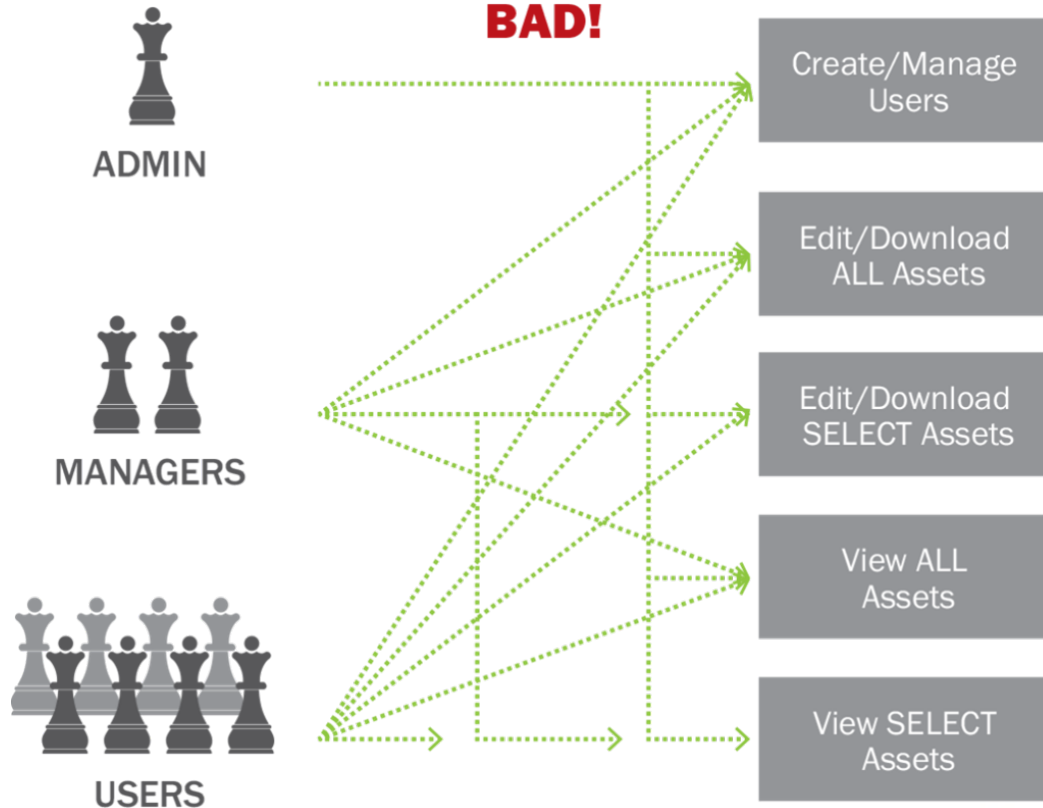 BAD!
ADMIN
MANAGERS
USERS
Create/Manage
Users
Edit/Download
ALL Assets
Edit/Download
SELECT Assets
View ALL
Assets
View SELECT
Assets